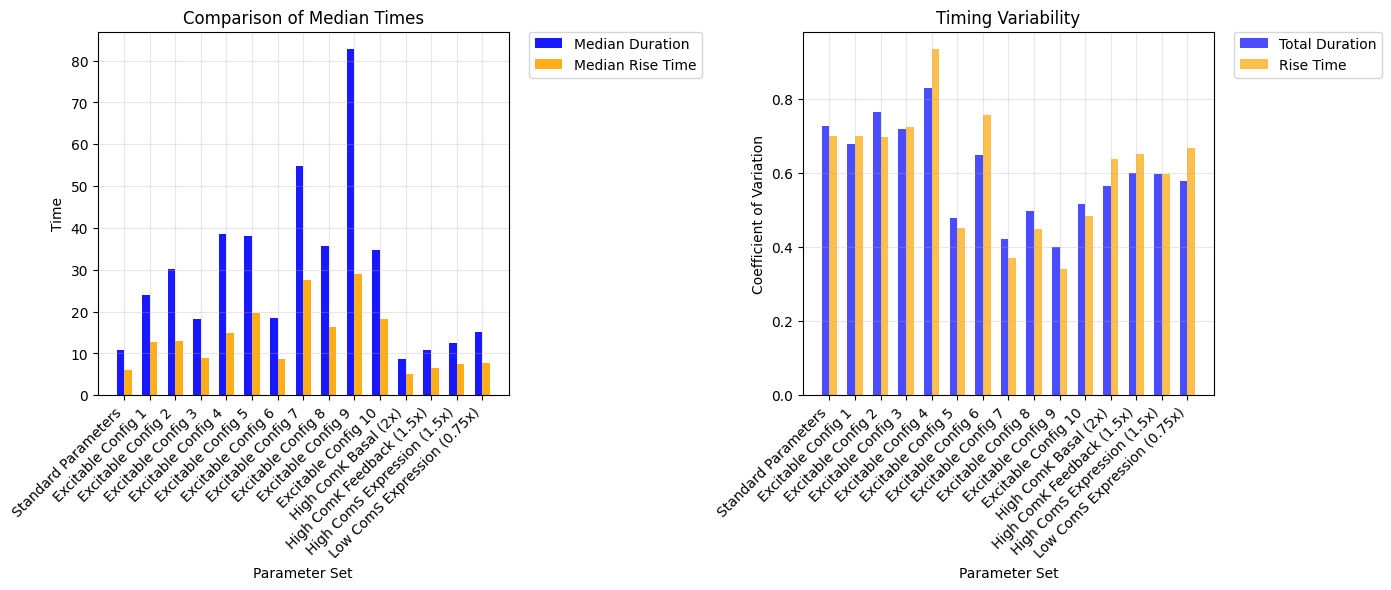 Comparison of Median Times
Time
80
70
60
50
40
30
20
10
0
Standard Parameters
Excitable Config 1
Excitable Config 2
Excitable Config 3
Excitable Config 4
Excitable Config 5
Excitable Config 6
Excitable Config 7
Excitable Config 8
Excitable Config 9
Excitable Config 10
High ComK Basal (2x)
High ComK Feedback (1.5x)
High ComS Expression (1.5x)
Low ComS Expression (0.75x)
Parameter Set
Median Duration
Median Rise Time
Timing Variability
Coefficient of Variation
0.8
0.6
0.4
0.2
0.0
Standard Parameters
Excitable Config 1
Excitable Config 2
Excitable Config 3
Excitable Config 4
Excitable Config 5
Excitable Config 6
Excitable Config 7
Excitable Config 8
Excitable Config 9
Excitable Config 10
High ComK Basal (2x)
High ComK Feedback (1.5x)
High ComS Expression (1.5x)
Low ComS Expression (0.75x)
Parameter Set
Total Duration
Rise Time